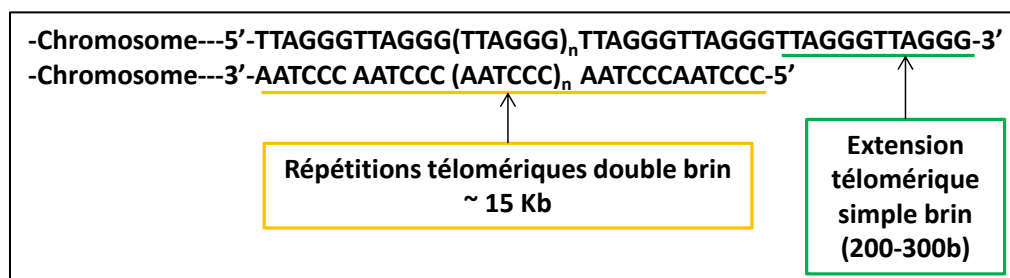 -Chromosome---5’-TTAGGGTTAGGG(TTAGGG)nTTAGGGTTAGGGTTAGGGTTAGGG-3’
-Chromosome---3’-AATCCC AATCCC (AATCCC)n AATCCCAATCCC-5’
Répétitions télomériques double brin
~ 15 Kb
Extension
télomérique
simple brin
(200-300b)